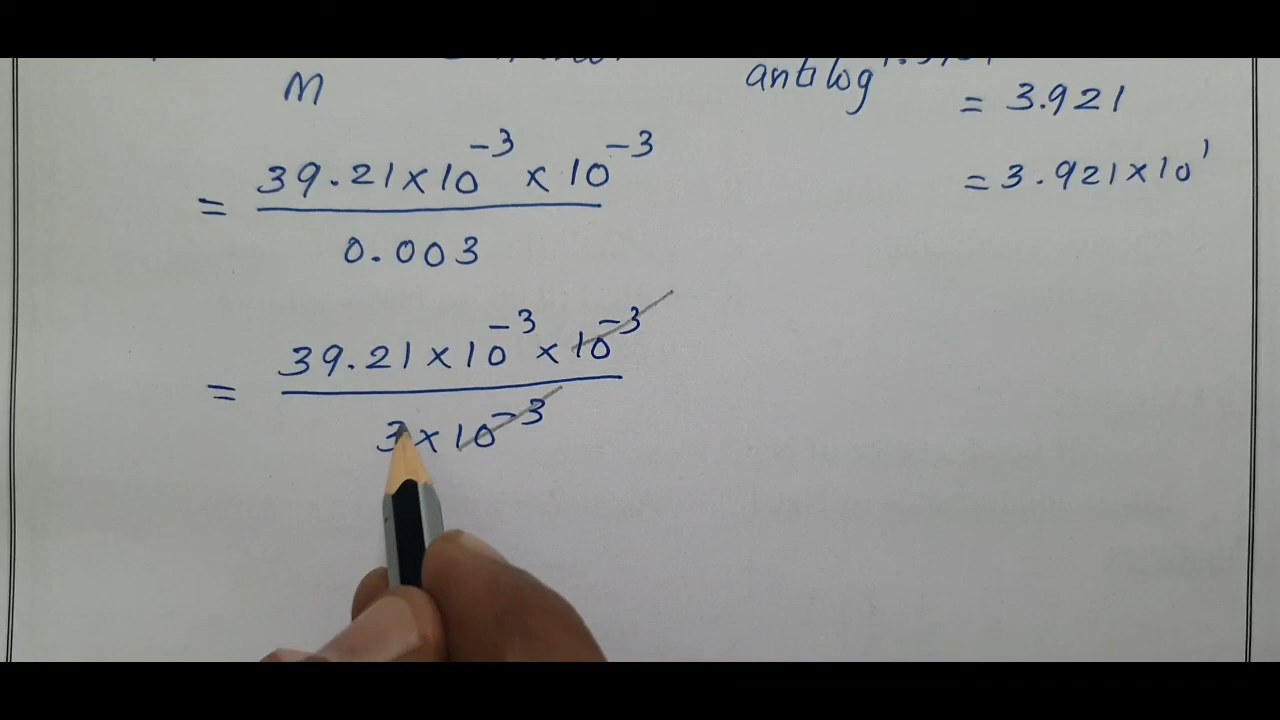 M
antilog
= 3.921
= 39.21×10⁻³ × 10⁻³
= 3.921×10¹
0.003
= 39.21×10⁻³ × 10⁻³
3×10⁻³